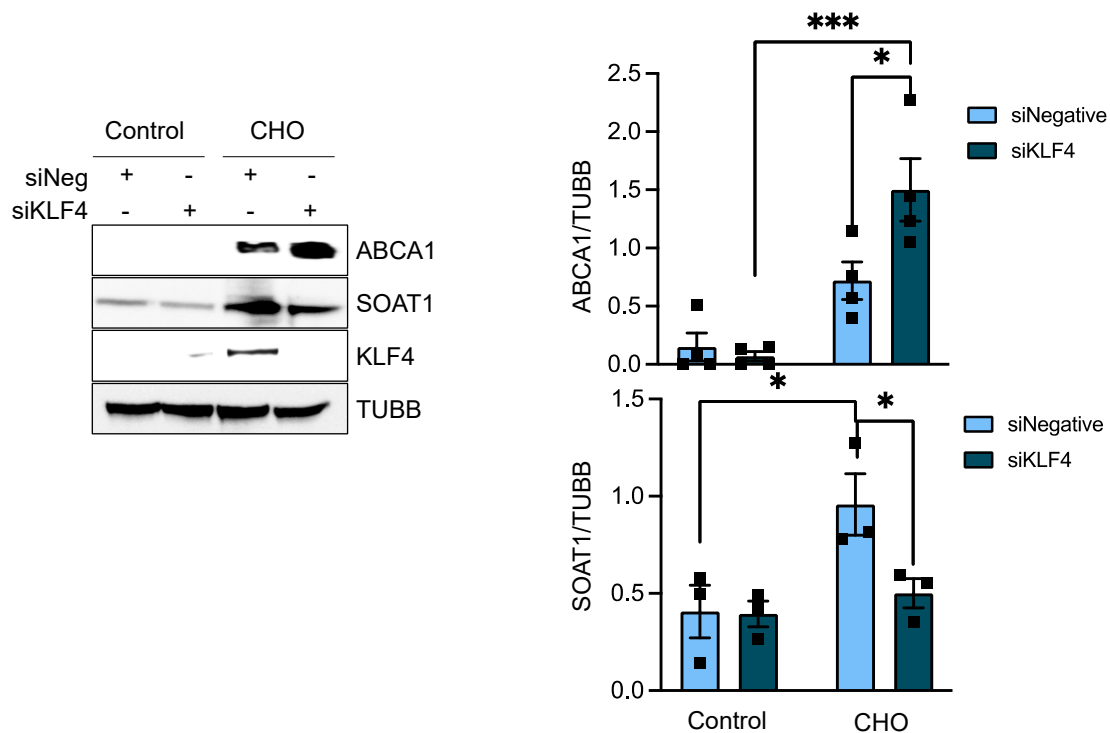 Control CHO
siNeg + - + -
siKLF4 - + - +
ABCA1
SOAT1
KLF4
TUBB
***
*
2.5
2.0
1.5
1.0
0.5
0.0
ABCA1/TUBB
siNegative
siKLF4
*
*
1.5
1.0
0.5
0.0
SOAT1/TUBB
siNegative
siKLF4
Control CHO